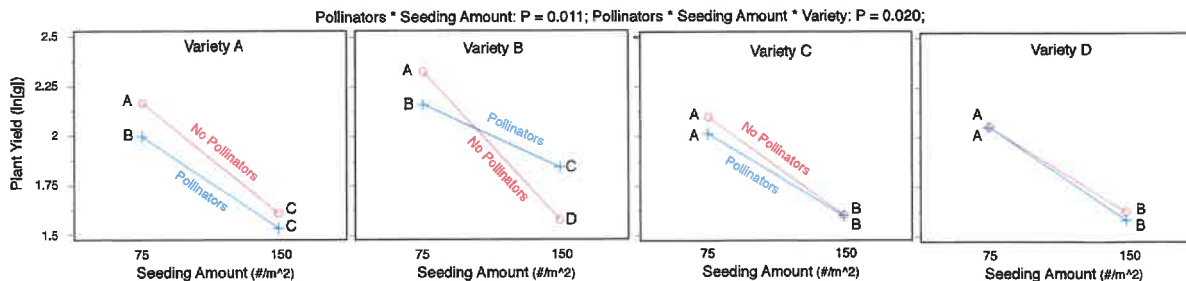 Pollinators * Seeding Amount: P = 0.011; Pollinators * Seeding Amount * Variety: P = 0.020;
Plant Yield (ln[g])
2.5
2.25
2
1.75
1.5
Variety A
A
B
No Pollinators
Pollinators
C
C
75
150
Seeding Amount (#/m^2)
Variety B
A
B
Pollinators
No Pollinators
C
D
75
150
Seeding Amount (#/m^2)
Variety C
A
A
No Pollinators
Pollinators
B
B
75
150
Seeding Amount (#/m^2)
Variety D
A
A
B
B
75
150
Seeding Amount (#/m^2)